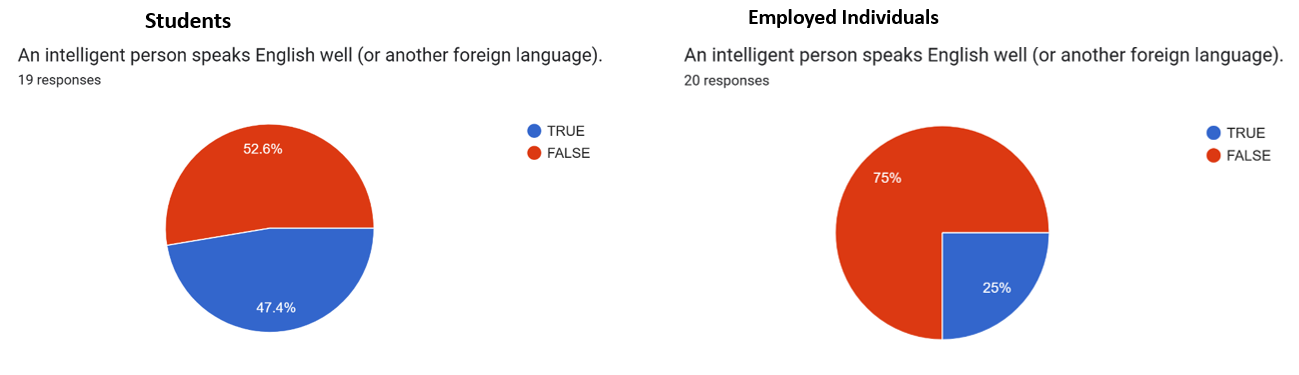 Students
An intelligent person speaks English well (or another foreign language).
19 responses
TRUE
FALSE
52.6%
47.4%
Employed Individuals
An intelligent person speaks English well (or another foreign language).
20 responses
TRUE
FALSE
75%
25%